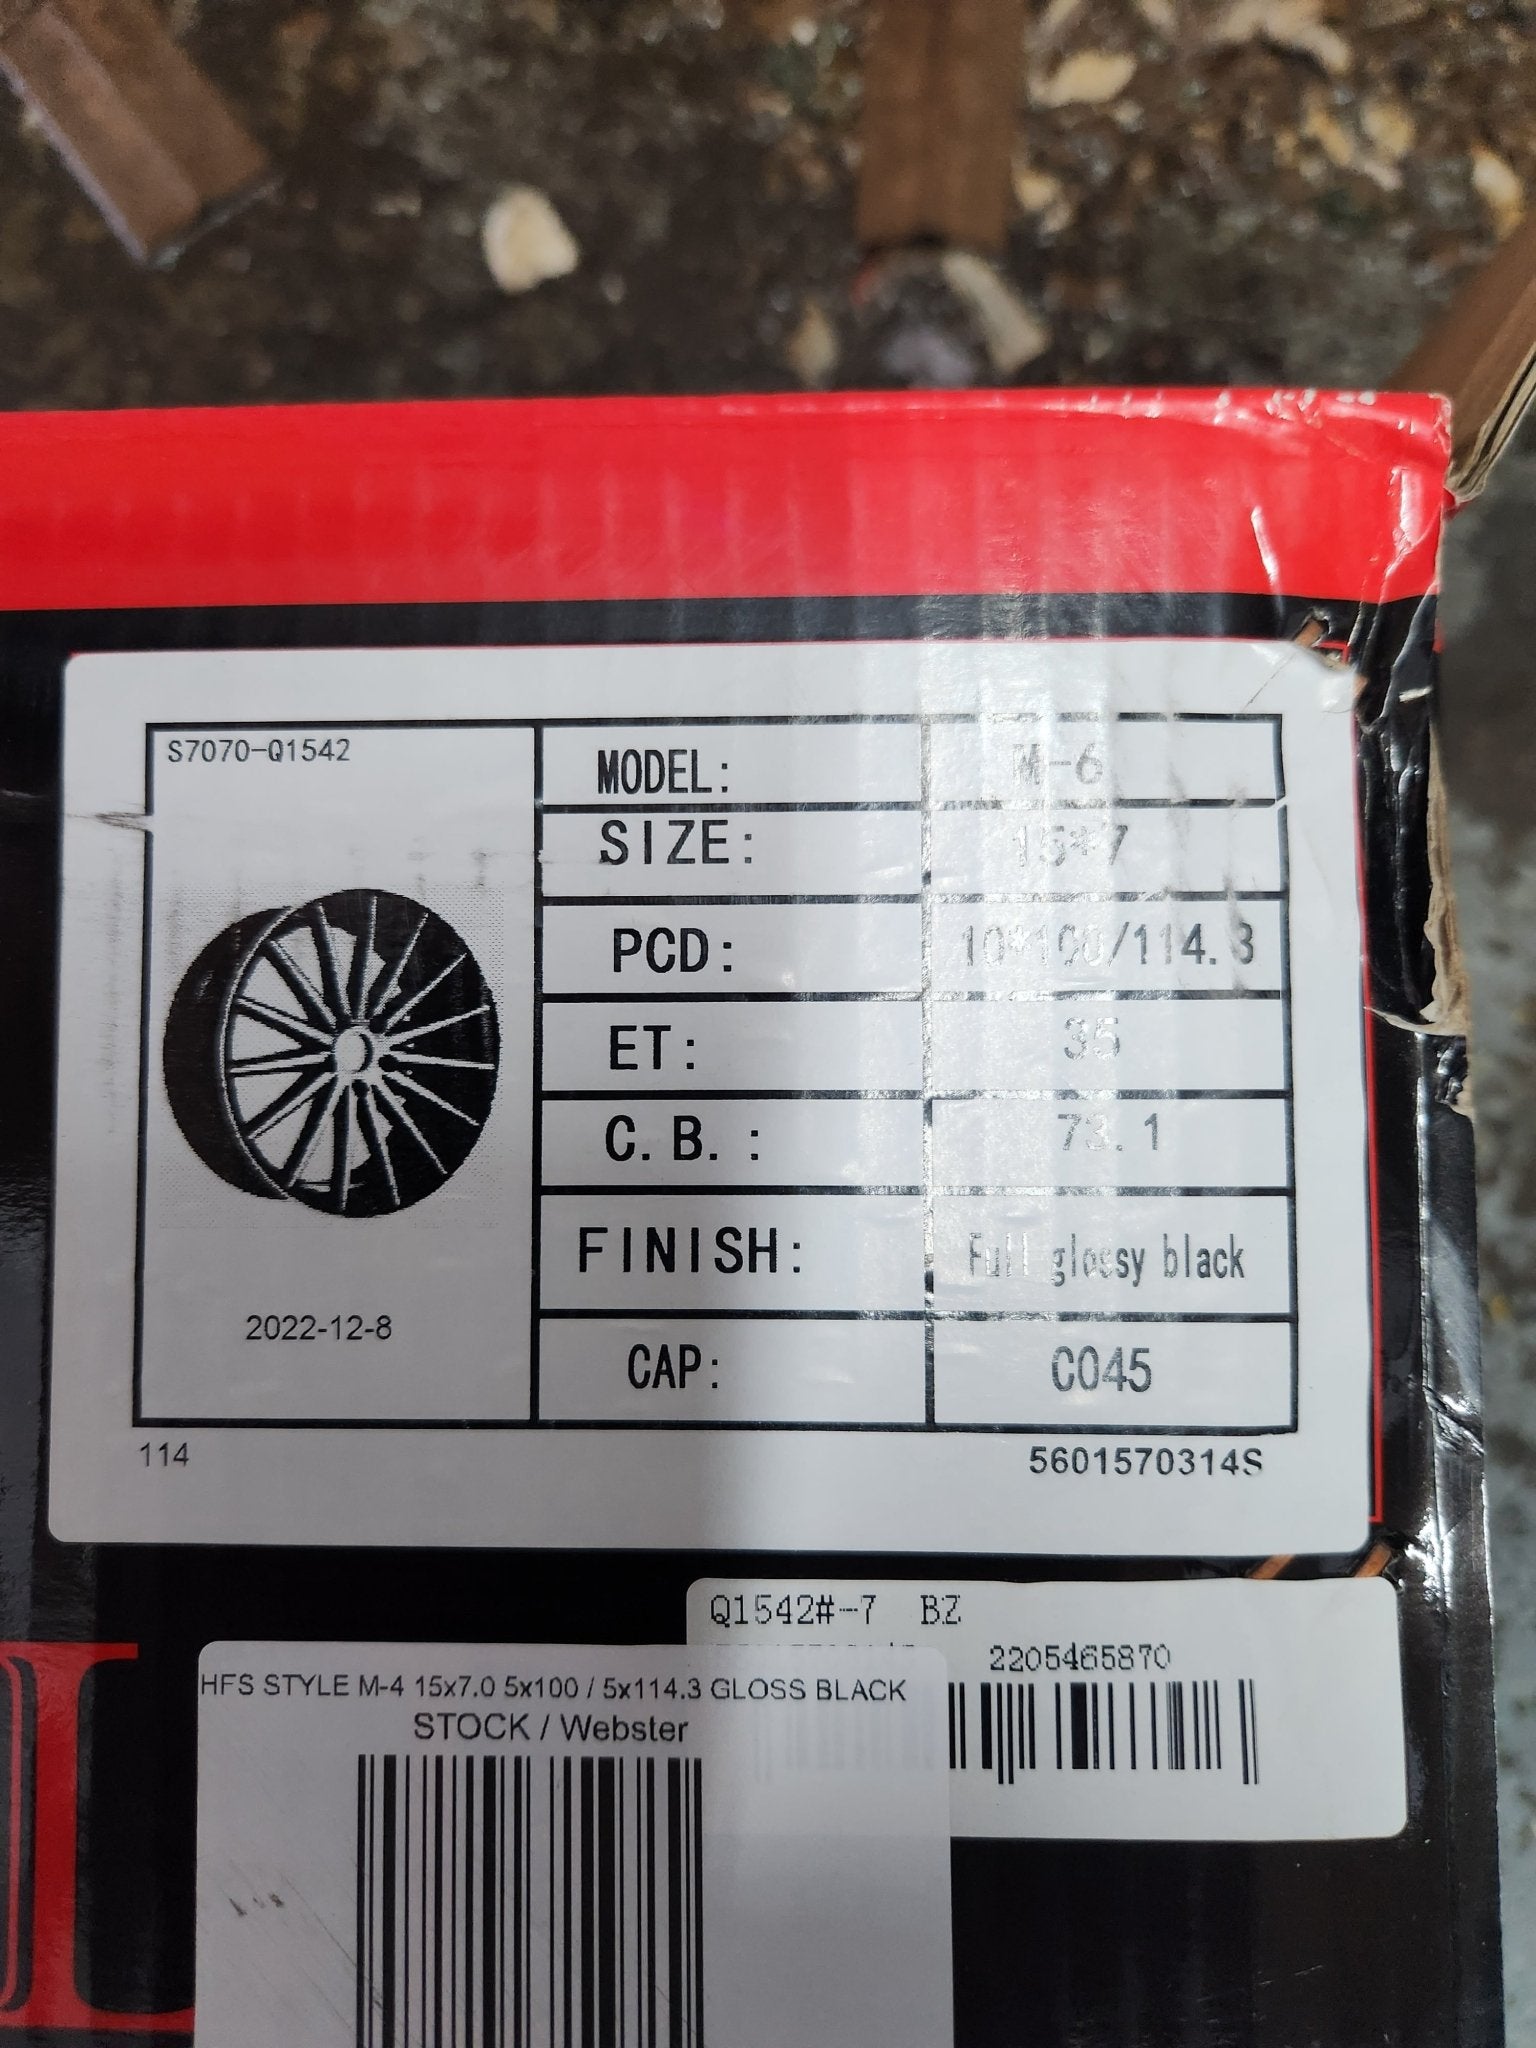 S7070-Q1542
MODEL: M-6
SIZE: 15*7
PCD: 10*100/114.3
ET: 35
C.B.: 73.1
FINISH: Full glossy black
2022-12-8
CAP: C045
114
5601570314S
Q1542#-7 BZ
2205465870
HFS STYLE M-4 15x7.0 5x100 / 5x114.3 GLOSS BLACK
STOCK / Webster